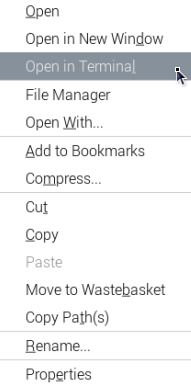 Open
Open in New Window
Open in Terminal
File Manager
Open With...
Add to Bookmarks
Compress...
Cut
Copy
Paste
Move to Wastebasket
Copy Path(s)
Rename...
Properties